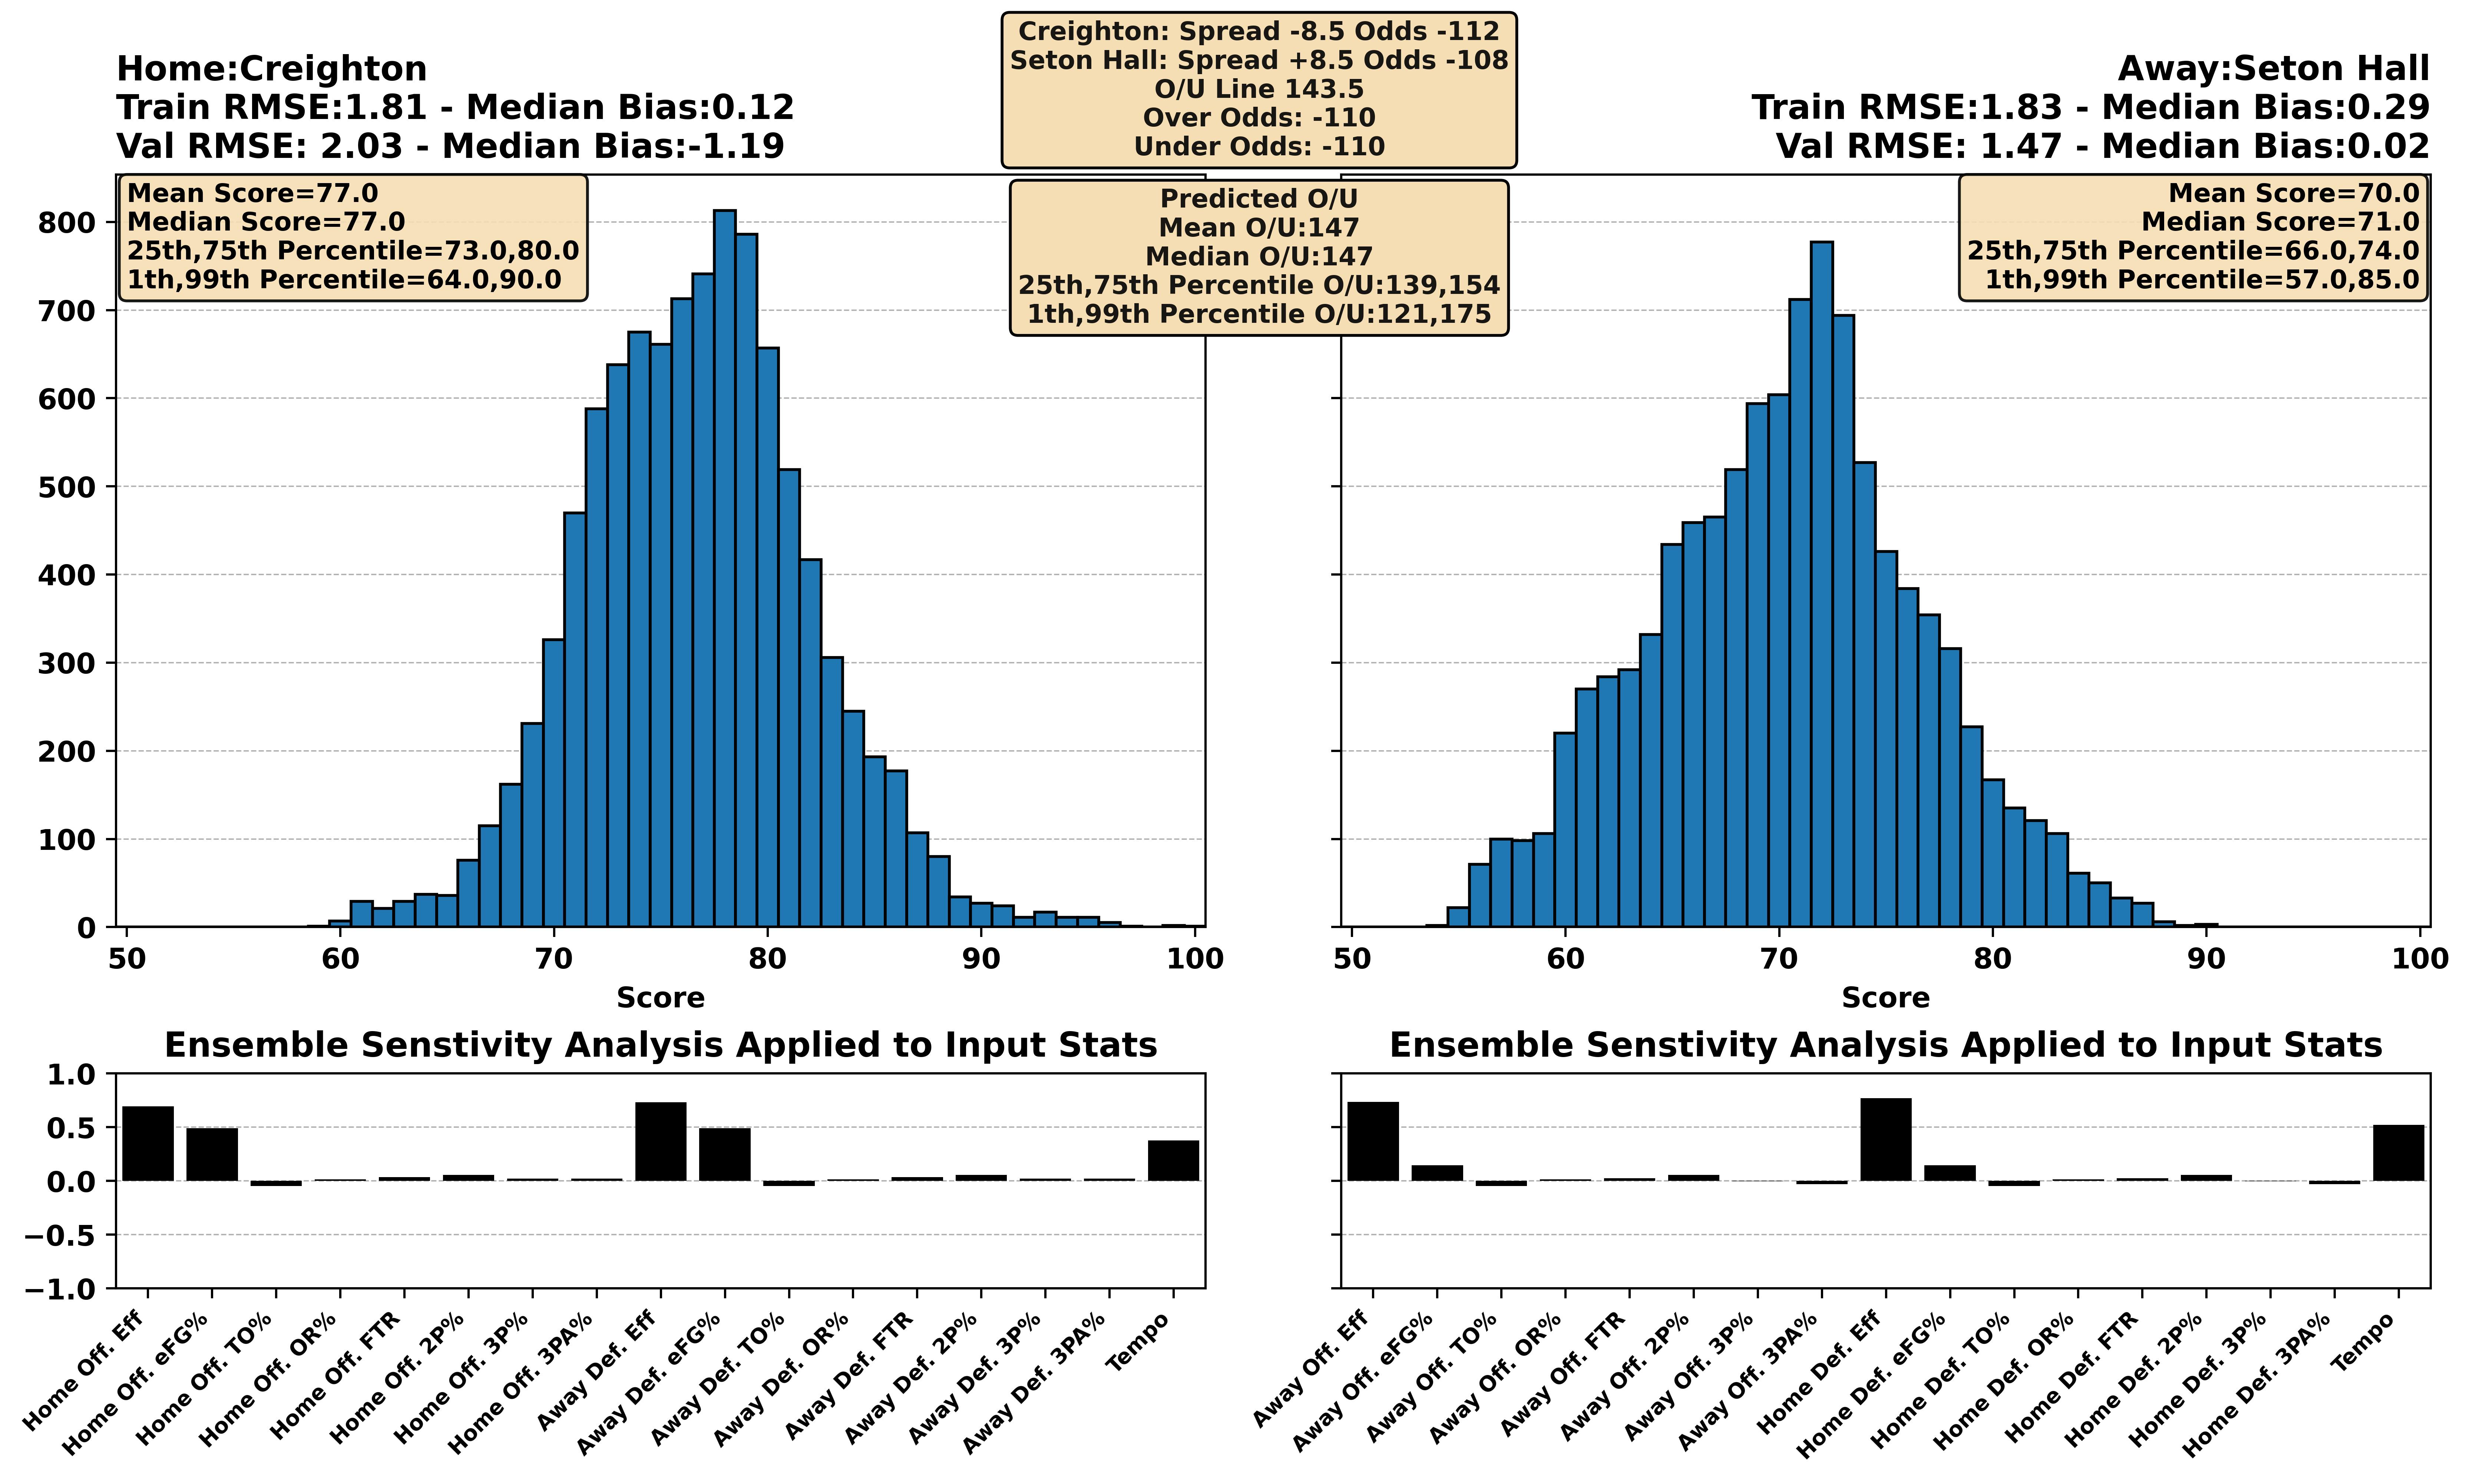 Creighton: Spread -8.5 Odds -112
Seton Hall: Spread +8.5 Odds -108
O/U Line 143.5
Over Odds: -110
Under Odds: -110
Home:Creighton
Train RMSE:1.81 - Median Bias:0.12
Val RMSE: 2.03 - Median Bias:-1.19
Away:Seton Hall
Train RMSE:1.83 - Median Bias:0.29
Val RMSE: 1.47 - Median Bias:0.02
Mean Score=77.0
Median Score=77.0
25th,75th Percentile=73.0,80.0
1th,99th Percentile=64.0,90.0
Predicted O/U
Mean O/U:147
Median O/U:147
25th,75th Percentile O/U:139,154
1th,99th Percentile O/U:121,175
Mean Score=70.0
Median Score=71.0
25th,75th Percentile=66.0,74.0
1th,99th Percentile=57.0,85.0
800
700
600
500
400
300
200
100
0
50 60 70 80 90 100
Score
50 60 70 80 90 100
Score
Ensemble Senstivity Analysis Applied to Input Stats
Ensemble Senstivity Analysis Applied to Input Stats
1.0
0.5
0.0
−0.5
−1.0
Home Off. Eff
Home Off. eFG%
Home Off. TO%
Home Off. OR%
Home Off. FTR
Home Off. 2P%
Home Off. 3P%
Home Off. 3PA%
Away Def. Eff
Away Def. eFG%
Away Def. TO%
Away Def. OR%
Away Def. FTR
Away Def. 2P%
Away Def. 3P%
Away Def. 3PA%
Tempo
Away Off. Eff
Away Off. eFG%
Away Off. TO%
Away Off. OR%
Away Off. FTR
Away Off. 2P%
Away Off. 3P%
Away Off. 3PA%
Home Def. Eff
Home Def. eFG%
Home Def. TO%
Home Def. OR%
Home Def. FTR
Home Def. 2P%
Home Def. 3P%
Home Def. 3PA%
Tempo